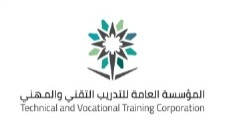 المؤسسة العامة للتدريب التقني والمهني
Technical and Vocational Training Corporation